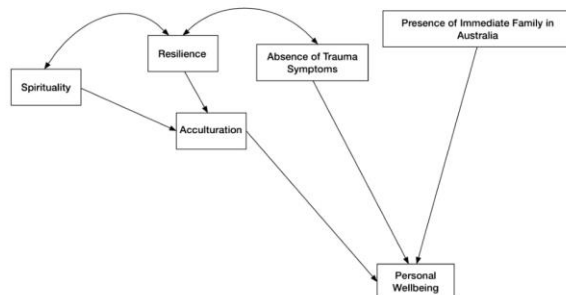 Presence of Immediate Family in
Australia
Resilience
Absence of Trauma
Symptoms
Spirituality
Acculturation
Personal
Wellbeing